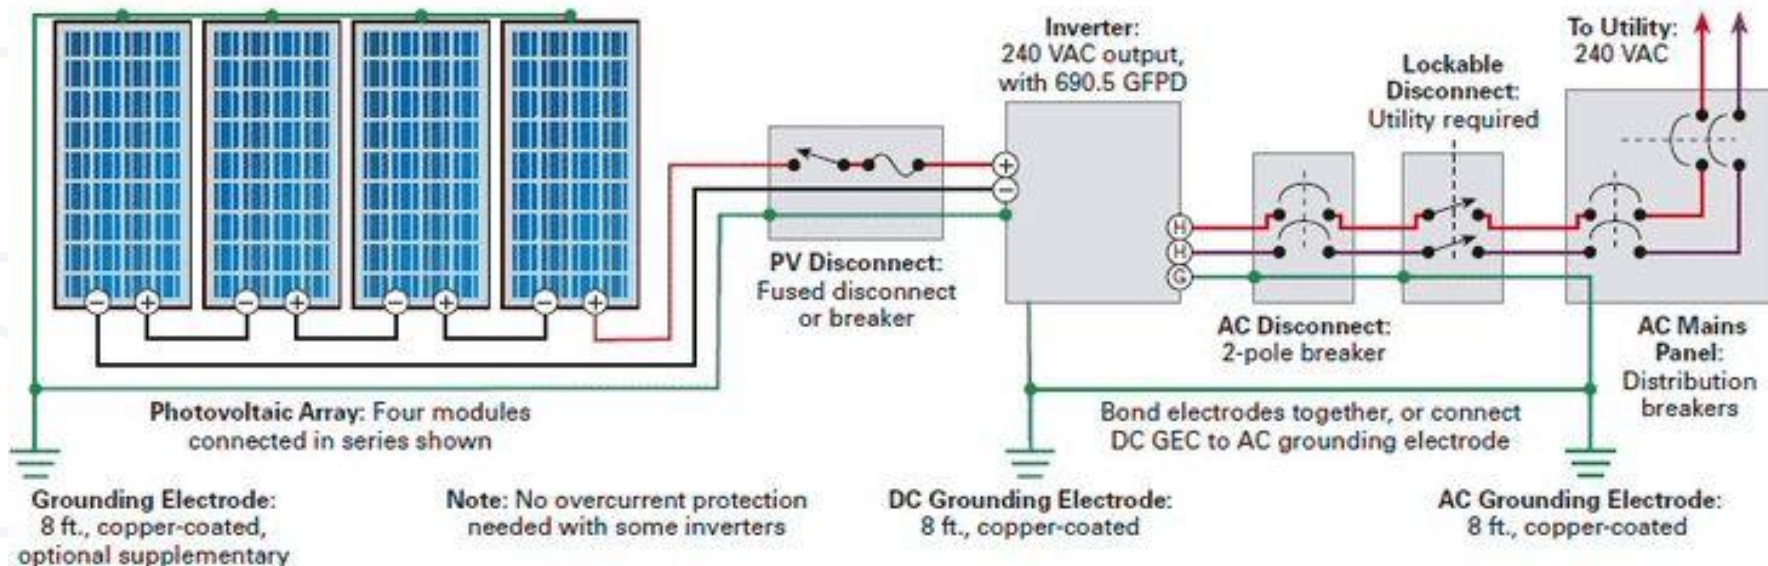 Inverter:
240 VAC output,
with 690.5 GFPD
To Utility:
240 VAC
Lockable
Disconnect:
Utility required
+
−
H
H
G
− + − + − + − +
PV Disconnect:
Fused disconnect
or breaker
AC Disconnect:
2-pole breaker
AC Mains
Panel:
Distribution
breakers
Photovoltaic Array: Four modules
connected in series shown
Bond electrodes together, or connect
DC GEC to AC grounding electrode
Grounding Electrode:
8 ft., copper-coated,
optional supplementary
Note: No overcurrent protection
needed with some inverters
DC Grounding Electrode:
8 ft., copper-coated
AC Grounding Electrode:
8 ft., copper-coated